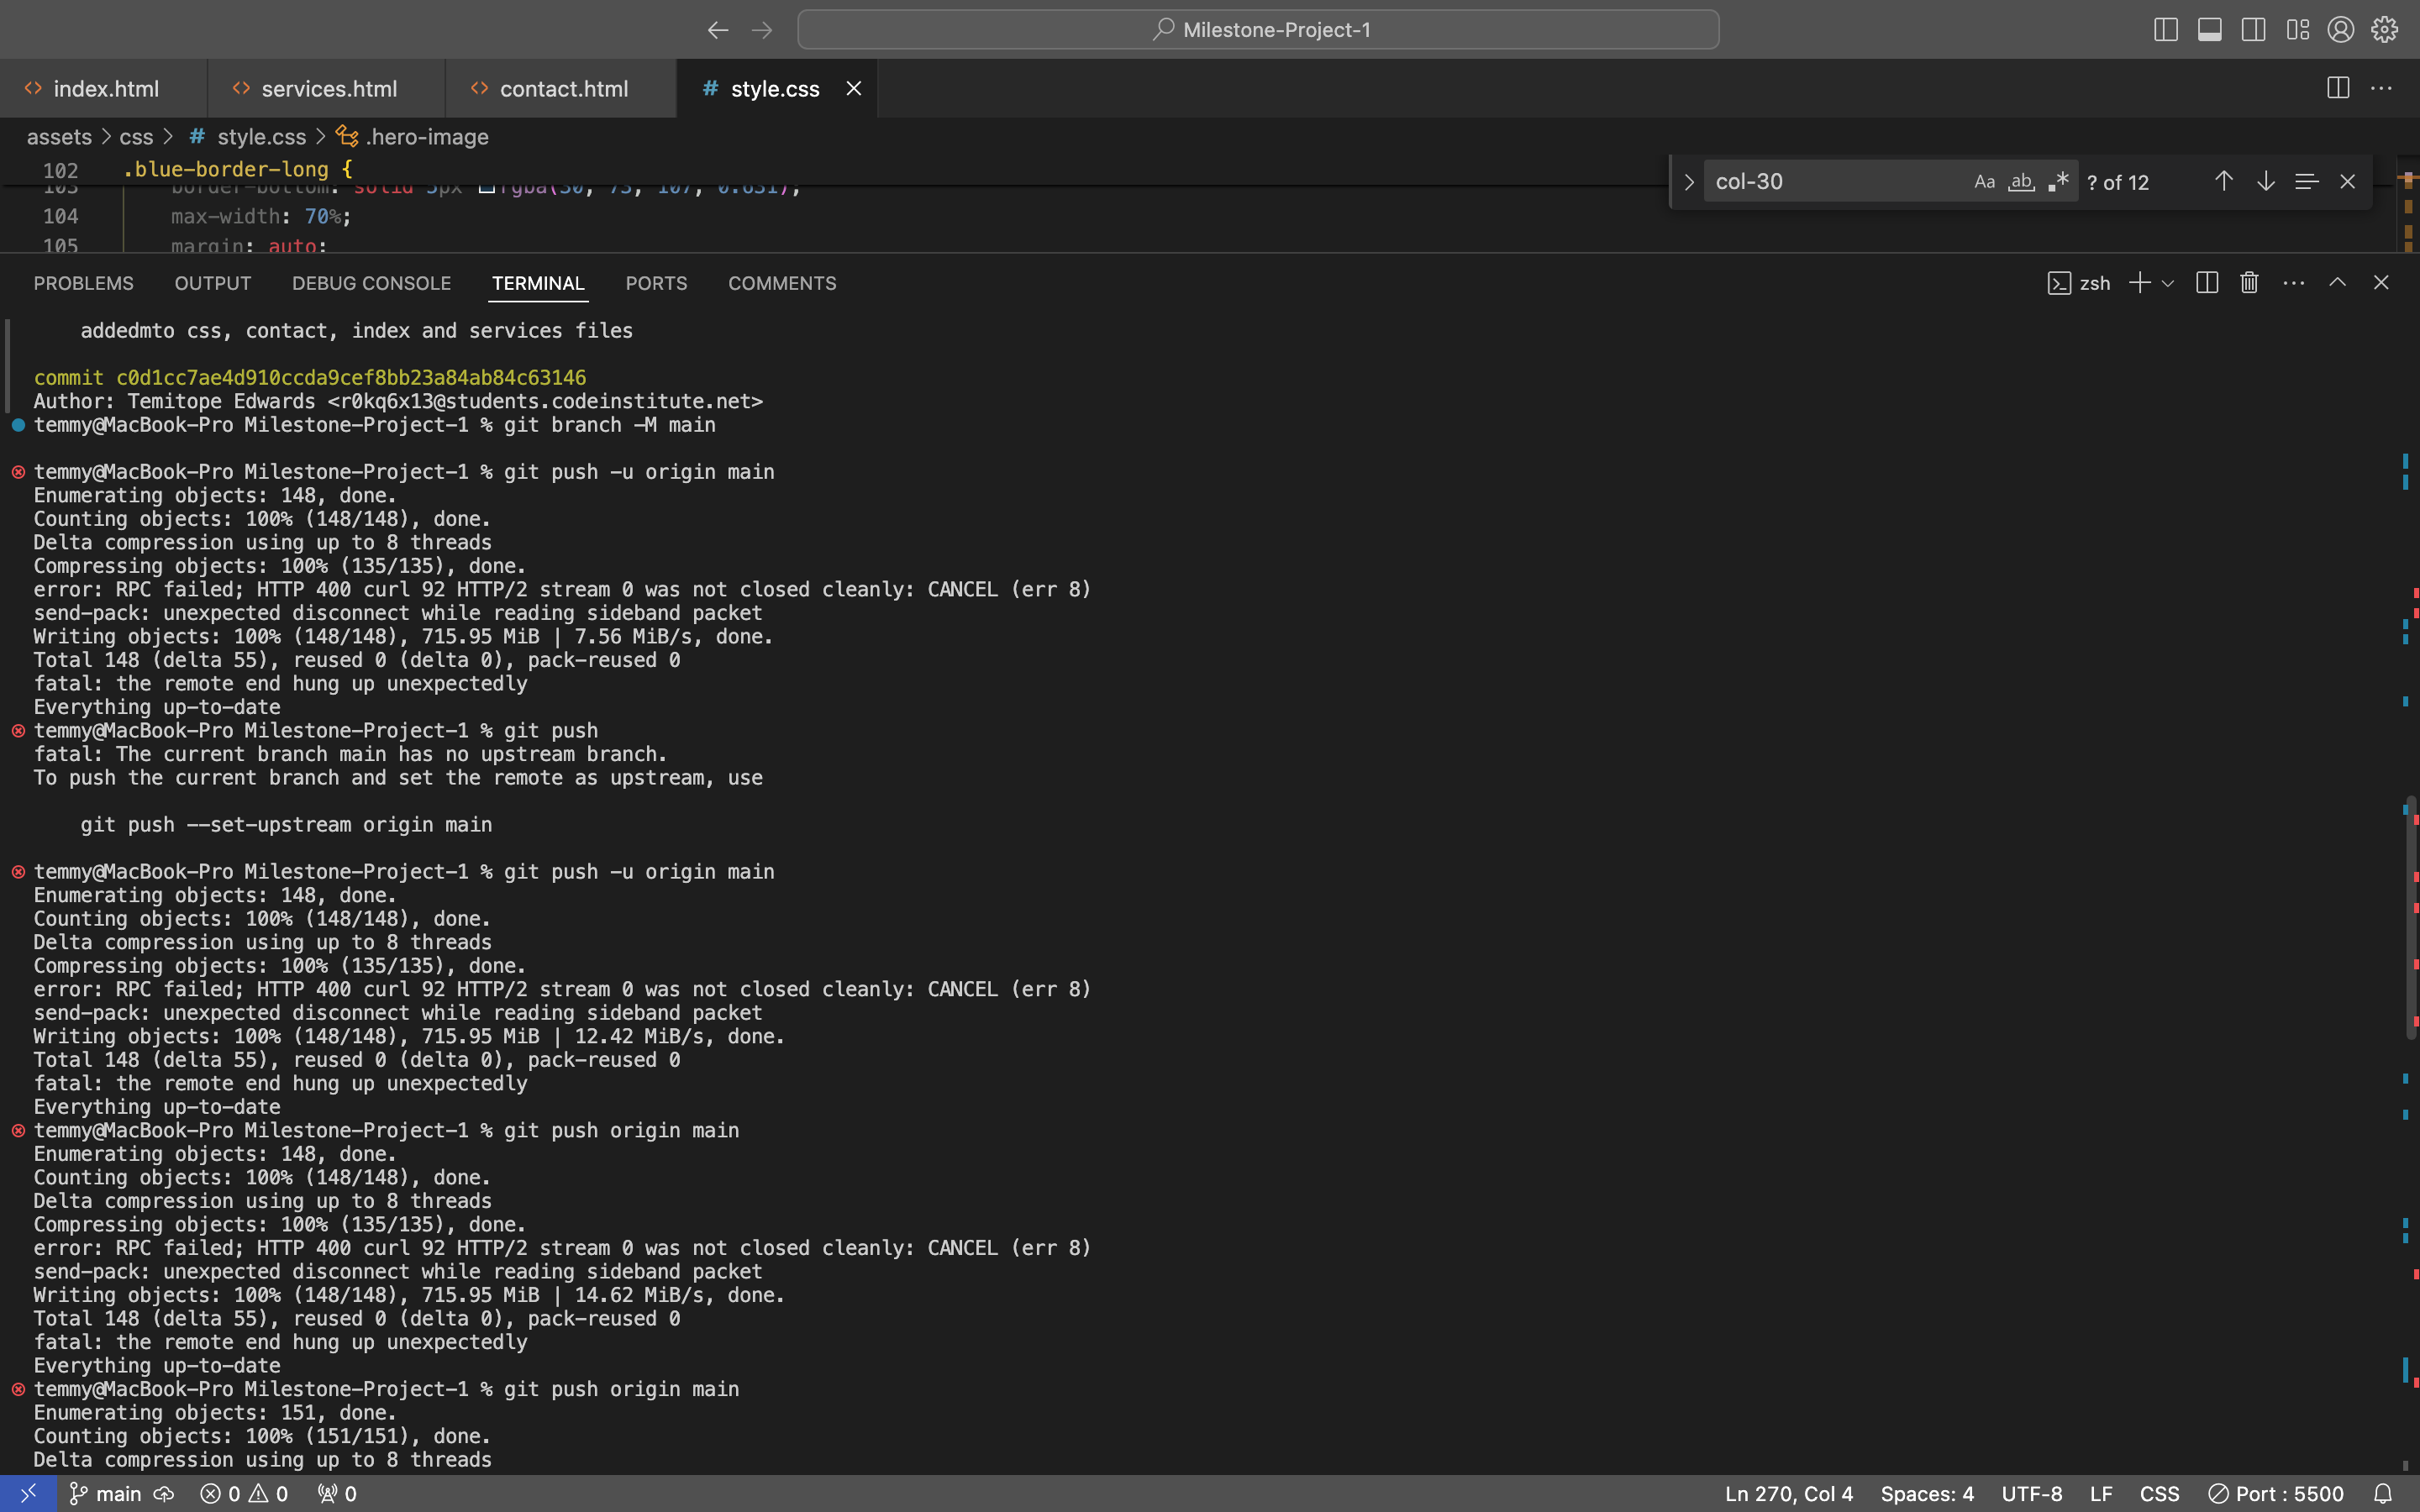 Milestone-Project-1
index.html
services.html
contact.html
# style.css
assets > css > # style.css > .hero-image
102 .blue-border-long {
103 border-bottom: solid 5px rgba(30, 73, 107, 0.631);
104 max-width: 70%;
105 margin: auto;
col-30 Aa ab .* ? of 12
PROBLEMS OUTPUT DEBUG CONSOLE TERMINAL PORTS COMMENTS zsh
addedmto css, contact, index and services files
commit c0d1cc7ae4d910ccda9cef8bb23a84ab84c63146
Author: Temitope Edwards <r0kq6x13@students.codeinstitute.net>
temmy@MacBook-Pro Milestone-Project-1 % git branch -M main
temmy@MacBook-Pro Milestone-Project-1 % git push -u origin main
Enumerating objects: 148, done.
Counting objects: 100% (148/148), done.
Delta compression using up to 8 threads
Compressing objects: 100% (135/135), done.
error: RPC failed; HTTP 400 curl 92 HTTP/2 stream 0 was not closed cleanly: CANCEL (err 8)
send-pack: unexpected disconnect while reading sideband packet
Writing objects: 100% (148/148), 715.95 MiB | 7.56 MiB/s, done.
Total 148 (delta 55), reused 0 (delta 0), pack-reused 0
fatal: the remote end hung up unexpectedly
Everything up-to-date
temmy@MacBook-Pro Milestone-Project-1 % git push
fatal: The current branch main has no upstream branch.
To push the current branch and set the remote as upstream, use
git push --set-upstream origin main
temmy@MacBook-Pro Milestone-Project-1 % git push -u origin main
Enumerating objects: 148, done.
Counting objects: 100% (148/148), done.
Delta compression using up to 8 threads
Compressing objects: 100% (135/135), done.
error: RPC failed; HTTP 400 curl 92 HTTP/2 stream 0 was not closed cleanly: CANCEL (err 8)
send-pack: unexpected disconnect while reading sideband packet
Writing objects: 100% (148/148), 715.95 MiB | 12.42 MiB/s, done.
Total 148 (delta 55), reused 0 (delta 0), pack-reused 0
fatal: the remote end hung up unexpectedly
Everything up-to-date
temmy@MacBook-Pro Milestone-Project-1 % git push origin main
Enumerating objects: 148, done.
Counting objects: 100% (148/148), done.
Delta compression using up to 8 threads
Compressing objects: 100% (135/135), done.
error: RPC failed; HTTP 400 curl 92 HTTP/2 stream 0 was not closed cleanly: CANCEL (err 8)
send-pack: unexpected disconnect while reading sideband packet
Writing objects: 100% (148/148), 715.95 MiB | 14.62 MiB/s, done.
Total 148 (delta 55), reused 0 (delta 0), pack-reused 0
fatal: the remote end hung up unexpectedly
Everything up-to-date
temmy@MacBook-Pro Milestone-Project-1 % git push origin main
Enumerating objects: 151, done.
Counting objects: 100% (151/151), done.
Delta compression using up to 8 threads
main 0 0 0 Ln 270, Col 4 Spaces: 4 UTF-8 LF CSS Port : 5500